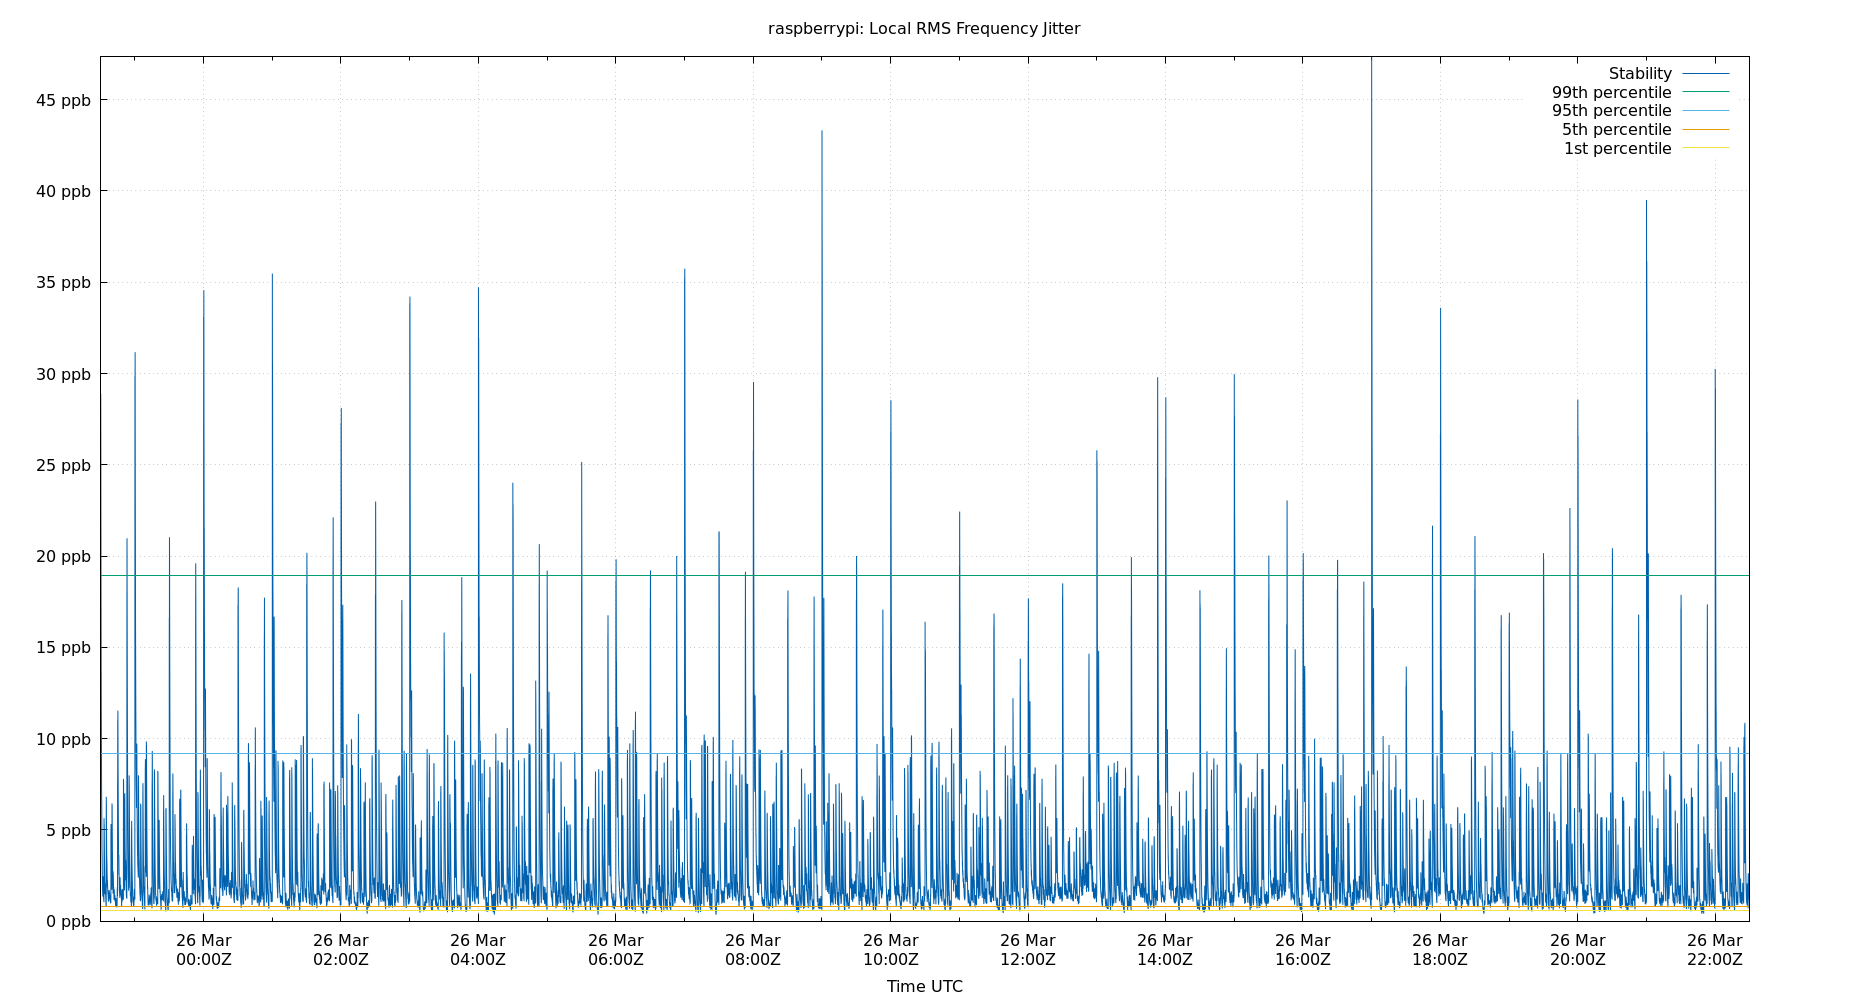 raspberrypi: Local RMS Frequency Jitter
Stability
99th percentile
95th percentile
5th percentile
1st percentile
45 ppb
40 ppb
35 ppb
30 ppb
25 ppb
20 ppb
15 ppb
10 ppb
5 ppb
0 ppb
26 Mar 26 Mar 26 Mar 26 Mar 26 Mar 26 Mar 26 Mar 26 Mar 26 Mar 26 Mar 26 Mar 26 Mar
00:00Z 02:00Z 04:00Z 06:00Z 08:00Z 10:00Z 12:00Z 14:00Z 16:00Z 18:00Z 20:00Z 22:00Z
Time UTC